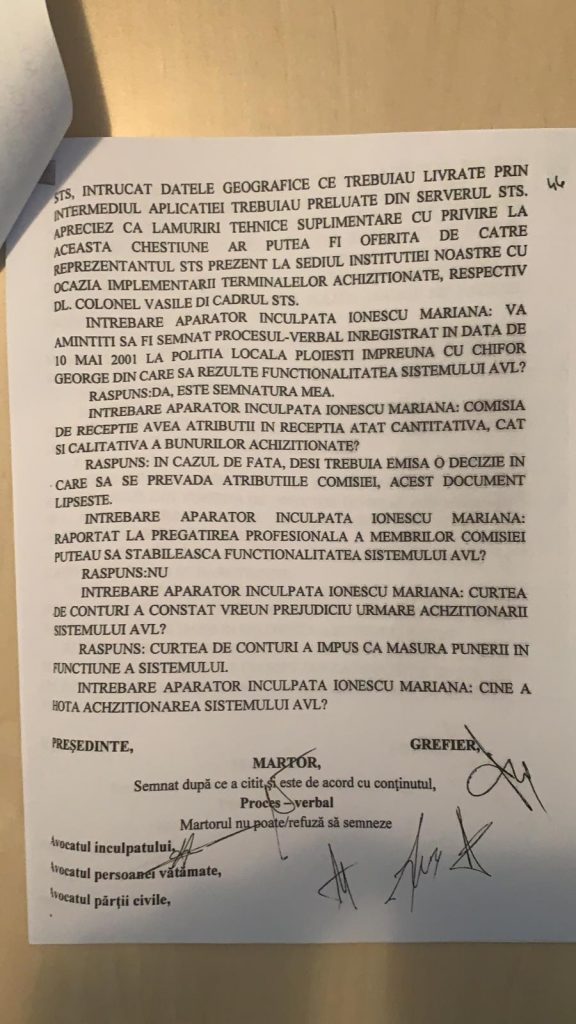 STS, INTRUCAT DATELE GEOGRAFICE CE TREBUIAU LIVRATE PRIN
INTERMEDIUL APLICATIEI TREBUIAU PRELUATE DIN SERVERUL STS.
APRECIEZ CA LAMURIRI TEHNICE SUPLIMENTARE CU PRIVIRE LA
ACEASTA CHESTIUNE AR PUTEA FI OFERITA DE CATRE
REPREZENTANTUL STS PREZENT LA SEDIUL INSTITUTIEI NOASTRE CU
OCAZIA IMPLEMENTARII TERMINALELOR ACHIZITIONATE, RESPECTIV
DL. COLONEL VASILE DI CADRUL STS.
INTREBARE APARATOR INCULPATA IONESCU MARIANA: VA
AMINTITI SA FI SEMNAT PROCESUL-VERBAL INREGISTRAT IN DATA DE
10 MAI 2001 LA POLITIA LOCALA PLOIESTI IMPREUNA CU CHIFOR
GEORGE DIN CARE SA REZULTE FUNCTIONALITATEA SISTEMULUI AVL?
RASPUNS:DA, ESTE SEMNATURA MEA.
INTREBARE APARATOR INCULPATA IONESCU MARIANA: COMISIA
DE RECEPTIE AVEA ATRIBUTII IN RECEPTIA ATAT CANTITATIVA, CAT
SI CALITATIVA A BUNURILOR ACHIZITIONATE?
RASPUNS: IN CAZUL DE FATA, DESI TREBUIA EMISA O DECIZIE IN
CARE SA SE PREVADA ATRIBUTIILE COMISIEI, ACEST DOCUMENT
LIPSESTE.
INTREBARE APARATOR INCULPATA IONESCU MARIANA:
RAPORTAT LA PREGATIREA PROFESIONALA A MEMBRILOR COMISIEI
PUTEAU SA STABILEASCA FUNCTIONALITATEA SISTEMULUI AVL?
RASPUNS:NU
INTREBARE APARATOR INCULPATA IONESCU MARIANA: CURTEA
DE CONTURI A CONSTAT VREUN PREJUDICIU URMARE ACHZITIONARII
SISTEMULUI AVL?
RASPUNS: CURTEA DE CONTURI A IMPUS CA MASURA PUNERII IN
FUNCTIUNE A SISTEMULUI.
INTREBARE APARATOR INCULPATA IONESCU MARIANA: CINE A
HOTA ACHZITIONAREA SISTEMULUI AVL?
PREŞEDINTE, GREFIER,
MARTOR,
Semnat după ce a citit şi este de acord cu conţinutul,
Proces – verbal
Martorul nu poate/refuză să semneze
Avocatul inculpatului,
Avocatul persoanei vătămate,
Avocatul părţii civile,